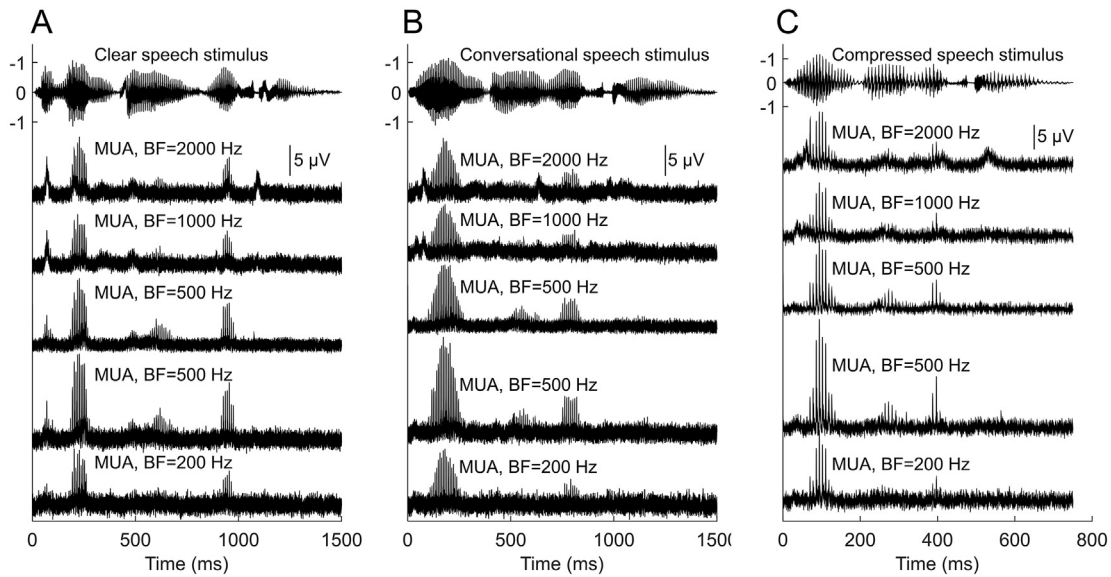 A
Clear speech stimulus
-1
0
-1
MUA, BF=2000 Hz
5 µV
MUA, BF=1000 Hz
MUA, BF=500 Hz
MUA, BF=500 Hz
MUA, BF=200 Hz
0 500 1000 1500
Time (ms)
B
Conversational speech stimulus
-1
0
-1
MUA, BF=2000 Hz
5 µV
MUA, BF=1000 Hz
MUA, BF=500 Hz
MUA, BF=500 Hz
MUA, BF=200 Hz
0 500 1000 1500
Time (ms)
C
Compressed speech stimulus
-1
0
-1
MUA, BF=2000 Hz
5 µV
MUA, BF=1000 Hz
MUA, BF=500 Hz
MUA, BF=500 Hz
MUA, BF=200 Hz
0 200 400 600 800
Time (ms)